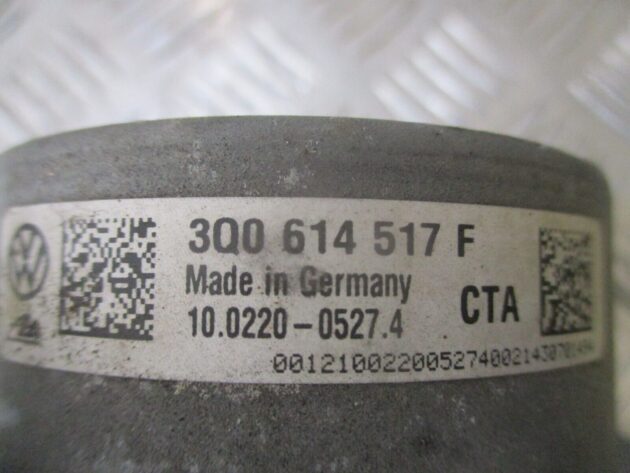 3Q0 614 517 F
Made in Germany
CTA
10.0220-0527.4